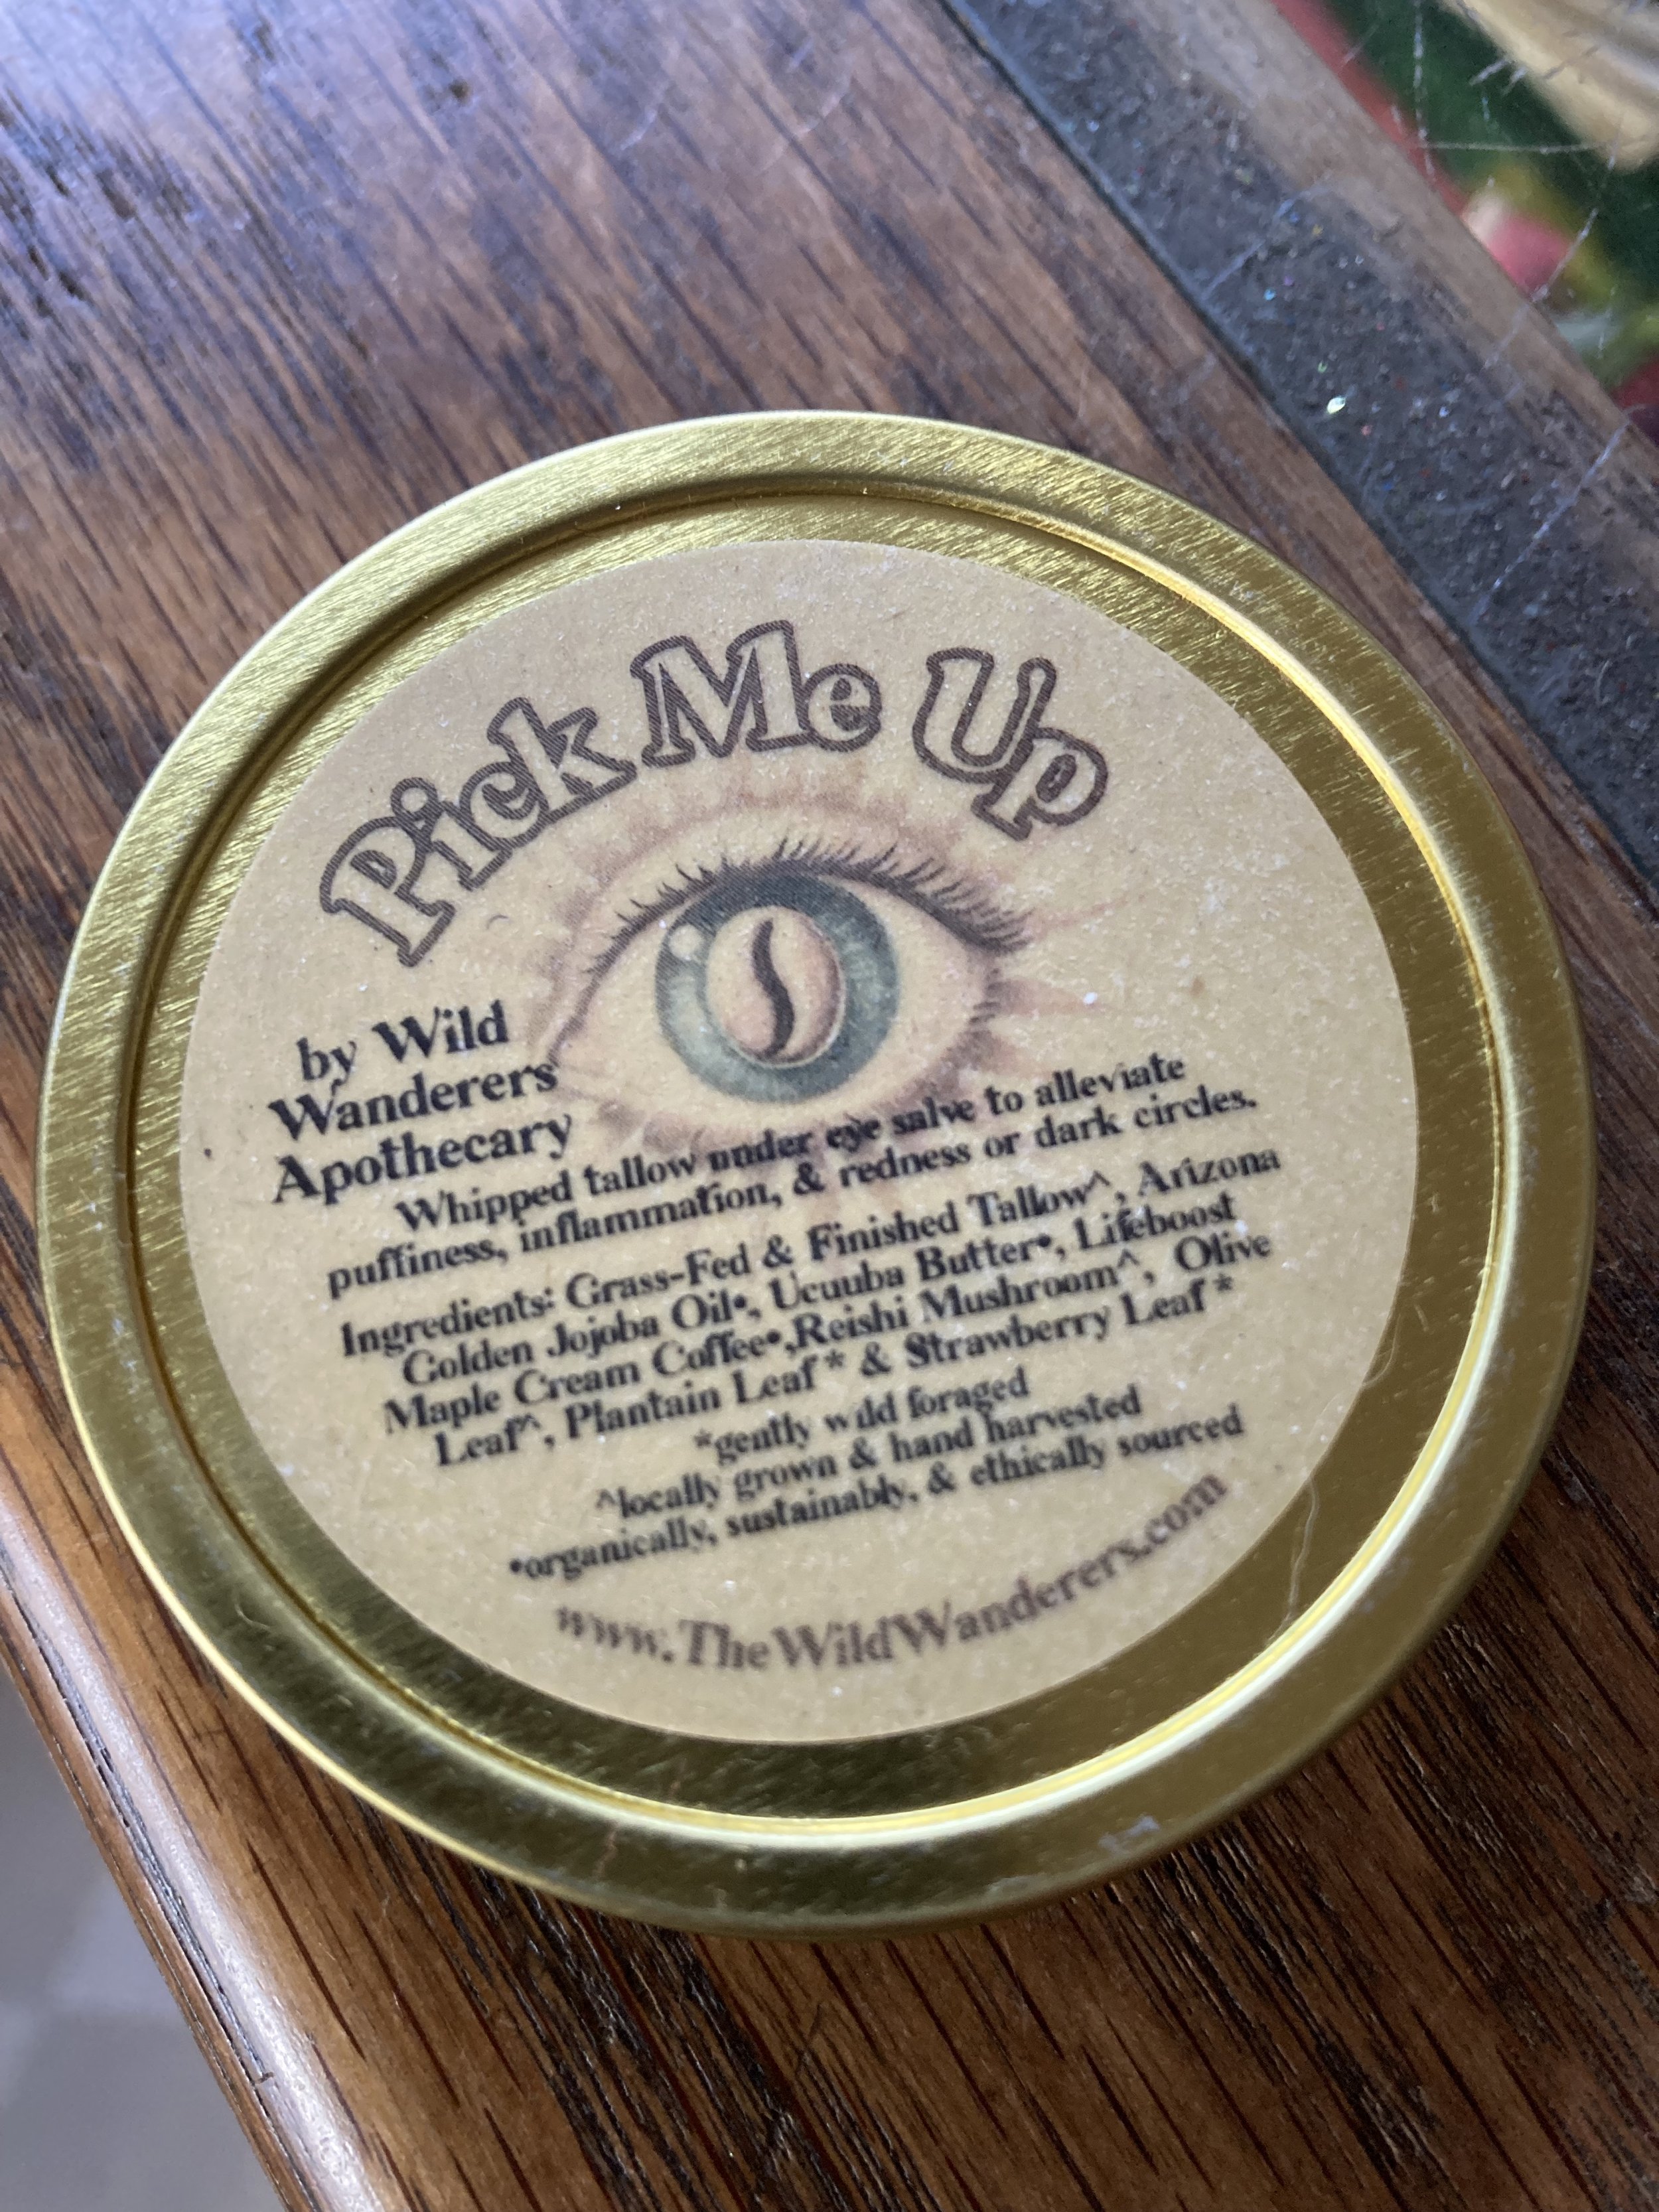 Pick Me Up
by Wild
Wanderers
Apothecary
Whipped tallow under eye salve to alleviate
puffiness, inflammation, & redness or dark circles.
Ingredients: Grass-Fed & Finished Tallow^, Arizona
Golden Jojoba Oil•, Ucuuba Butter•, Lifeboost
Maple Cream Coffee•,Reishi Mushroom^, Olive
Leaf^, Plantain Leaf * & Strawberry Leaf *
*gently wild foraged
^locally grown & hand harvested
•organically, sustainably, & ethically sourced
www.TheWildWanderers.com